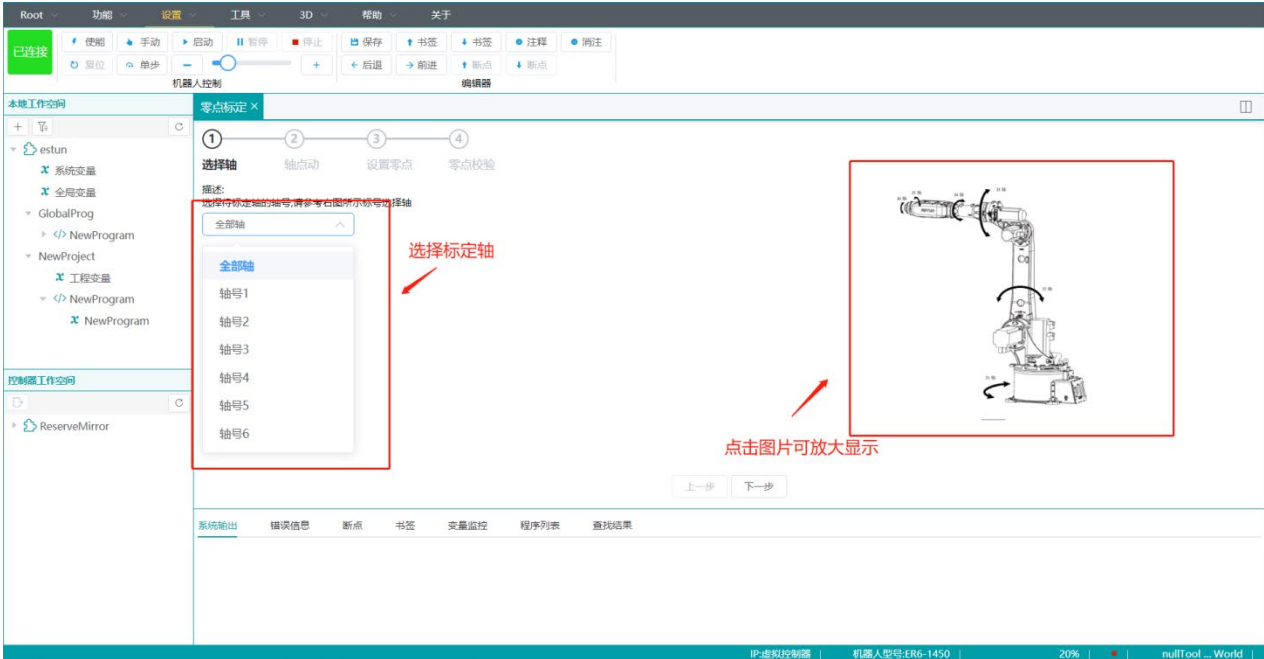 Root 功能 设置 工具 3D 帮助 关于
已连接 使能 手动 启动 暂停 停止 保存 书签 书签 注释 消注
复位 单步 后退 前进 断点 断点
机器人控制 编辑器
本地工作空间
零点标定
estun
系统变量
全局变量
GlobalProg
NewProgram
NewProject
工程变量
NewProgram
NewProgram
控制器工作空间
ReserveMirror
1 2 3 4
选择轴 轴点动 设置零点 零点校验
描述:
选择待标定轴的轴号,请参考右图所示标号选择轴
全部轴
全部轴
轴号1
轴号2
轴号3
轴号4
轴号5
轴号6
选择标定轴
点击图片可放大显示
上一步 下一步
系统输出 错误信息 断点 书签 变量监控 程序列表 查找结果
IP:虚拟控制器 | 机器人型号:ER6-1450 | 20% | | nullTool ... World |